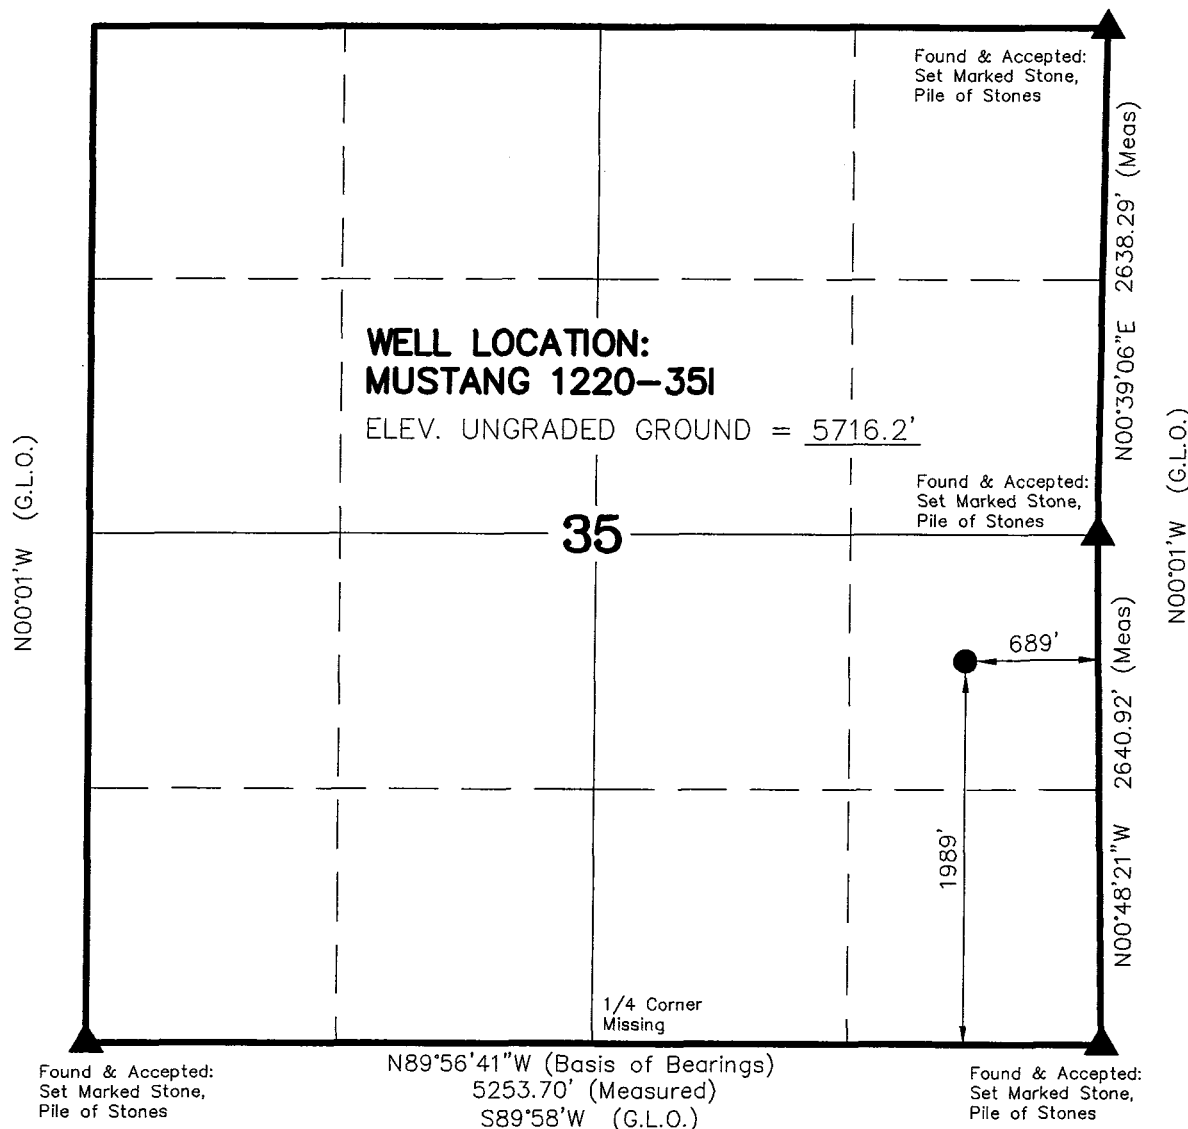 Found & Accepted:
Set Marked Stone,
Pile of Stones
N00°39'06"E 2638.29' (Meas)
WELL LOCATION:
MUSTANG 1220-35I
ELEV. UNGRADED GROUND = 5716.2'
N00°01'W (G.L.O.)
N00°01'W (G.L.O.)
Found & Accepted:
Set Marked Stone,
Pile of Stones
35
689'
1989'
N00°48'21"W 2640.92' (Meas)
1/4 Corner
Missing
Found & Accepted:
Set Marked Stone,
Pile of Stones
N89°56'41"W (Basis of Bearings)
5253.70' (Measured)
S89°58'W (G.L.O.)
Found & Accepted:
Set Marked Stone,
Pile of Stones